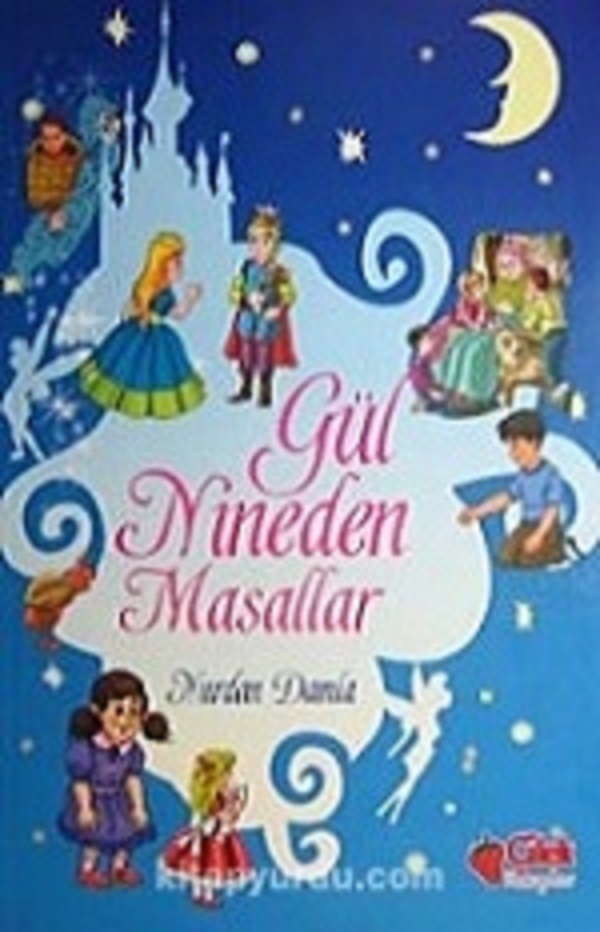 Gül
Nineden
Masallar
Nurdan Damla
Çilek
Kitaplar
kitapyurdu.com